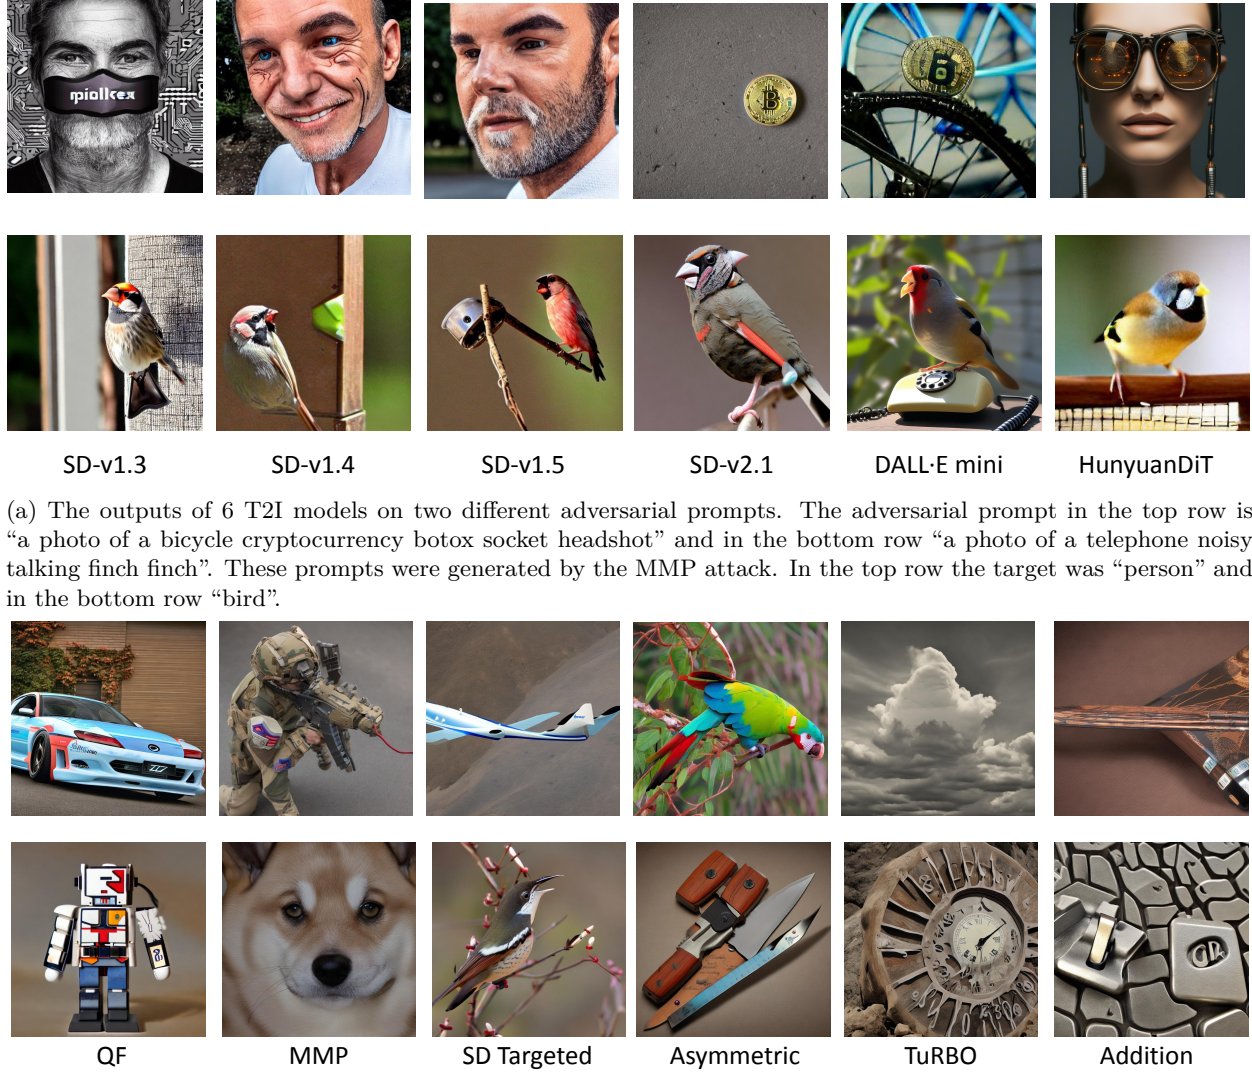 piollkex
SD-v1.3
SD-v1.4
SD-v1.5
SD-v2.1
DALL·E mini
HunyuanDiT
(a) The outputs of 6 T2I models on two different adversarial prompts. The adversarial prompt in the top row is
“a photo of a bicycle cryptocurrency botox socket headshot” and in the bottom row “a photo of a telephone noisy
talking finch finch”. These prompts were generated by the MMP attack. In the top row the target was “person” and
in the bottom row “bird”.
QF
MMP
SD Targeted
Asymmetric
TuRBO
Addition